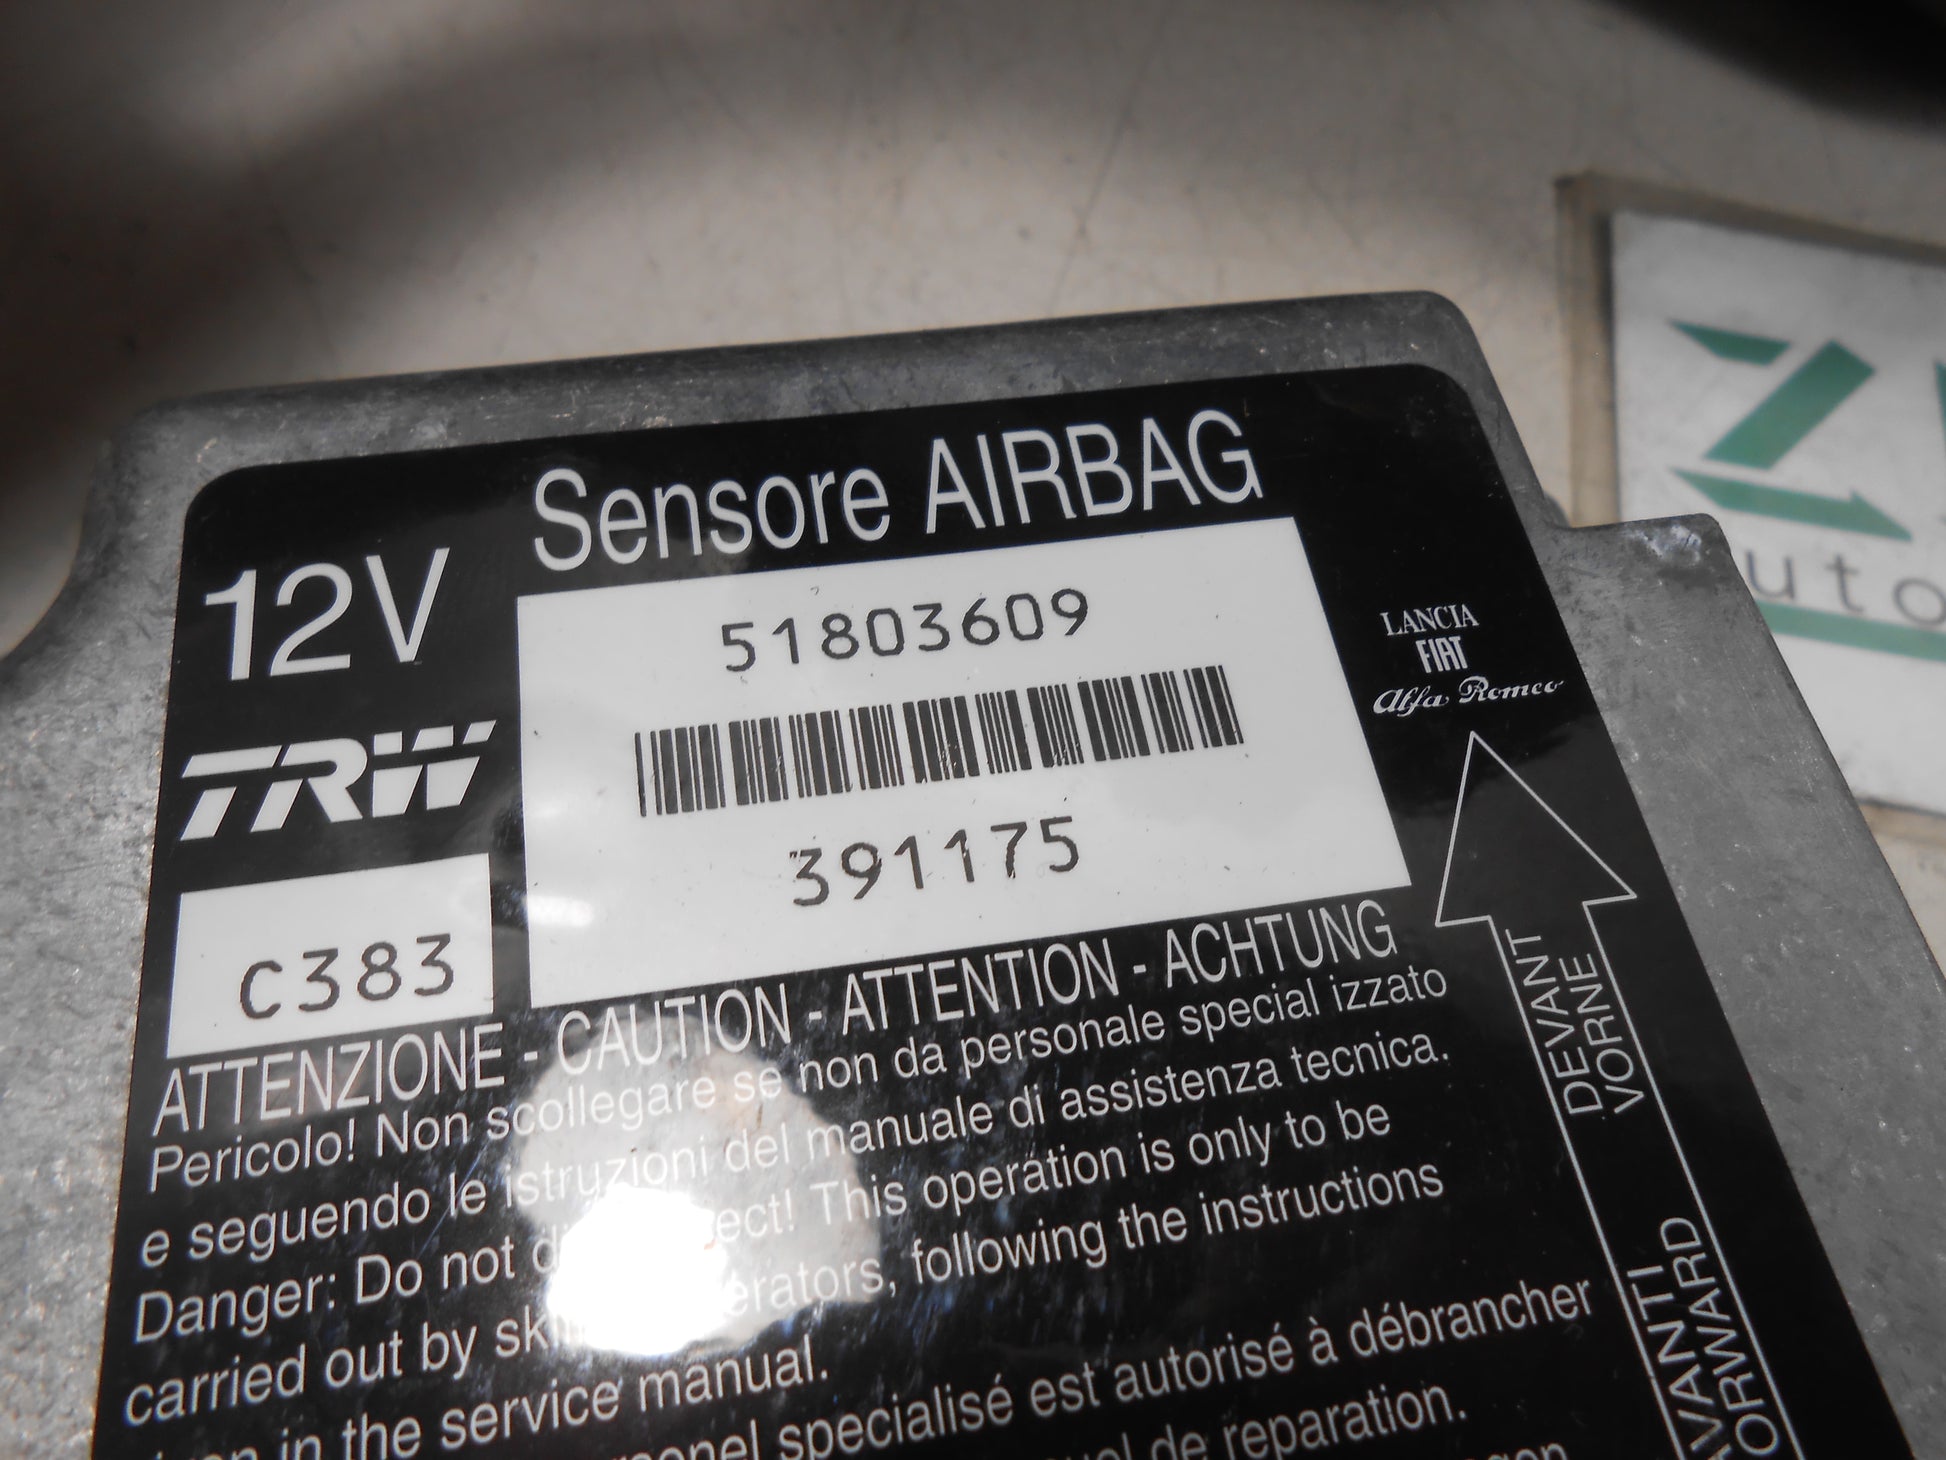 Sensore AIRBAG
12V
51803609
TRW
391175
C383
LANCIA
FIAT
Alfa Romeo
ATTENZIONE - CAUTION - ATTENTION - ACHTUNG
Pericolo! Non scollegare se non da personale special izzato
e seguendo le istruzioni del manuale di assistenza tecnica.
Danger: Do not This operation is only to be
carried out by following the instructions
in the service manual.
specialisé est autorisé à débrancher
de reparation.
DEVANT
VORNE
AVANTI
FORWARD